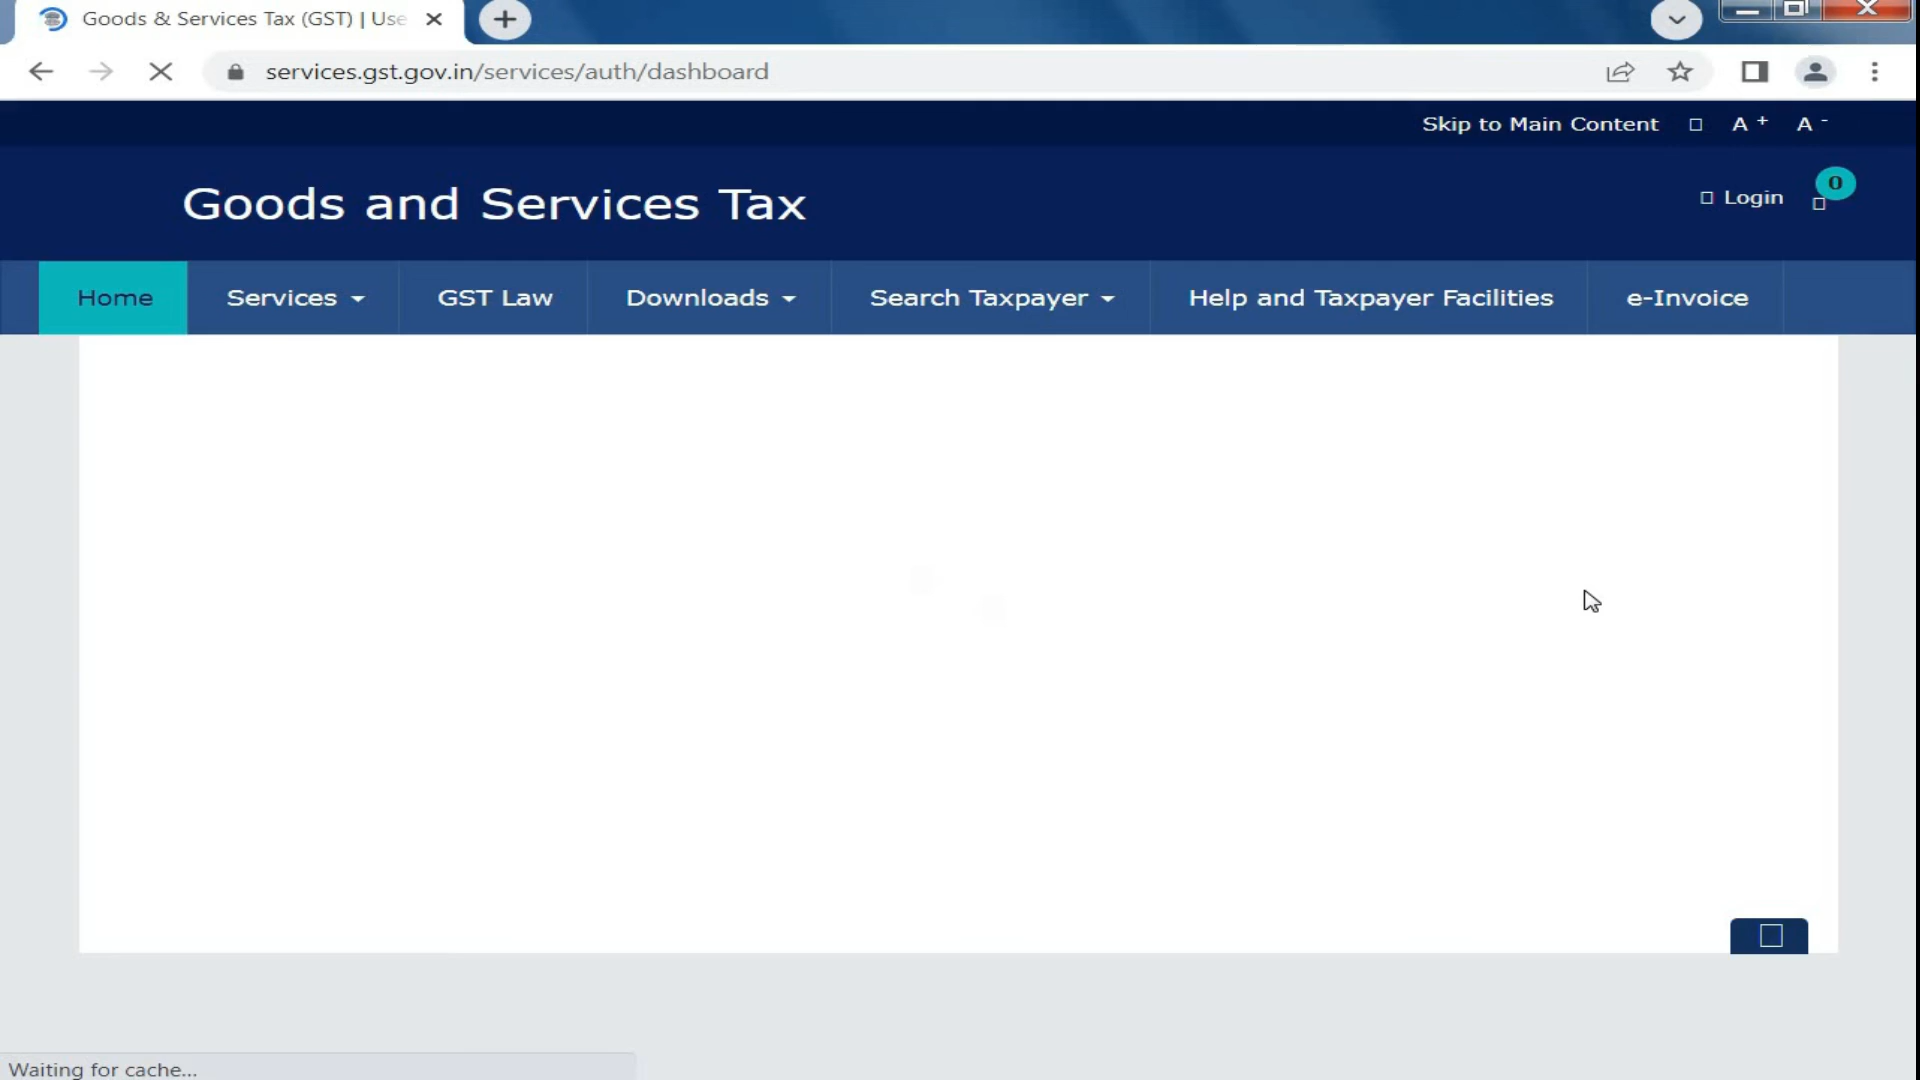 Goods & Services Tax (GST) | Use
services.gst.gov.in/services/auth/dashboard
Skip to Main Content A + A -
Goods and Services Tax
Login 0
Home Services GST Law Downloads Search Taxpayer Help and Taxpayer Facilities e-Invoice
Waiting for cache...